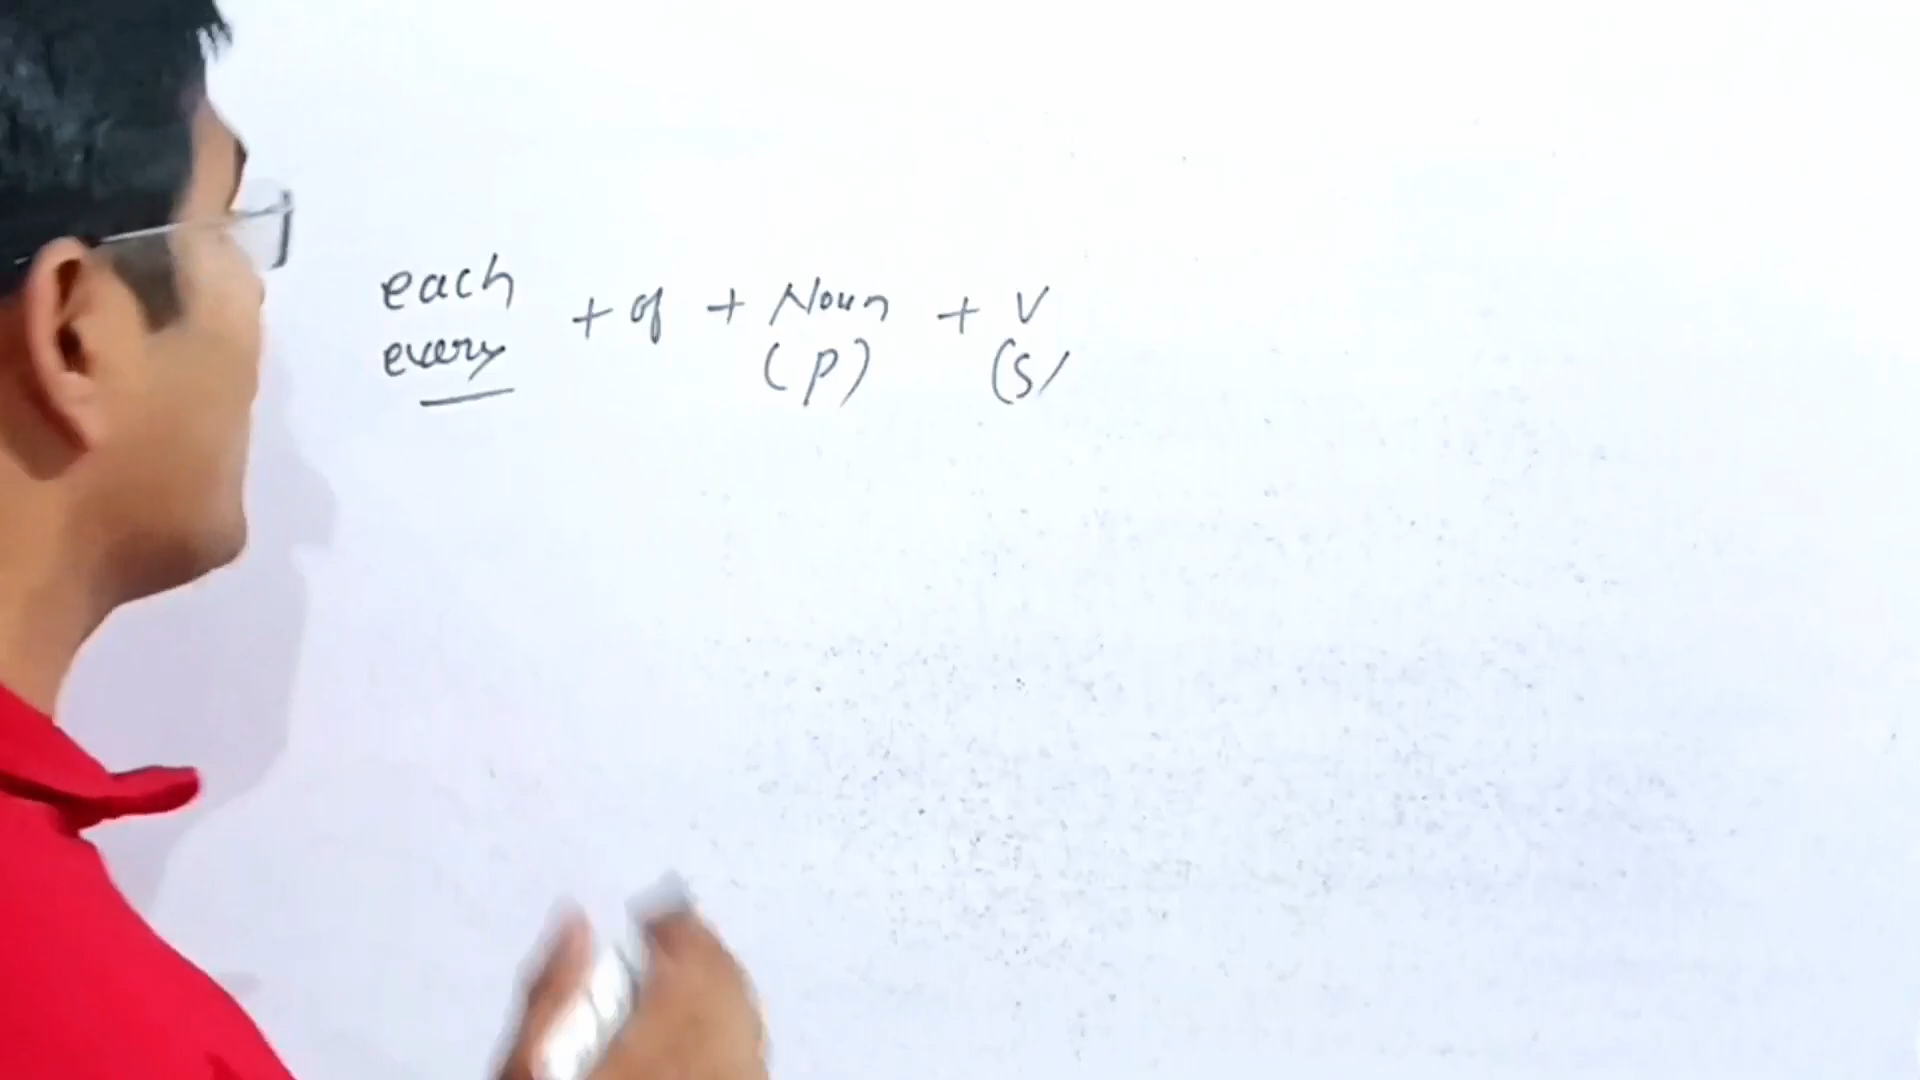 each + of + Noun + V
every (P) (S)